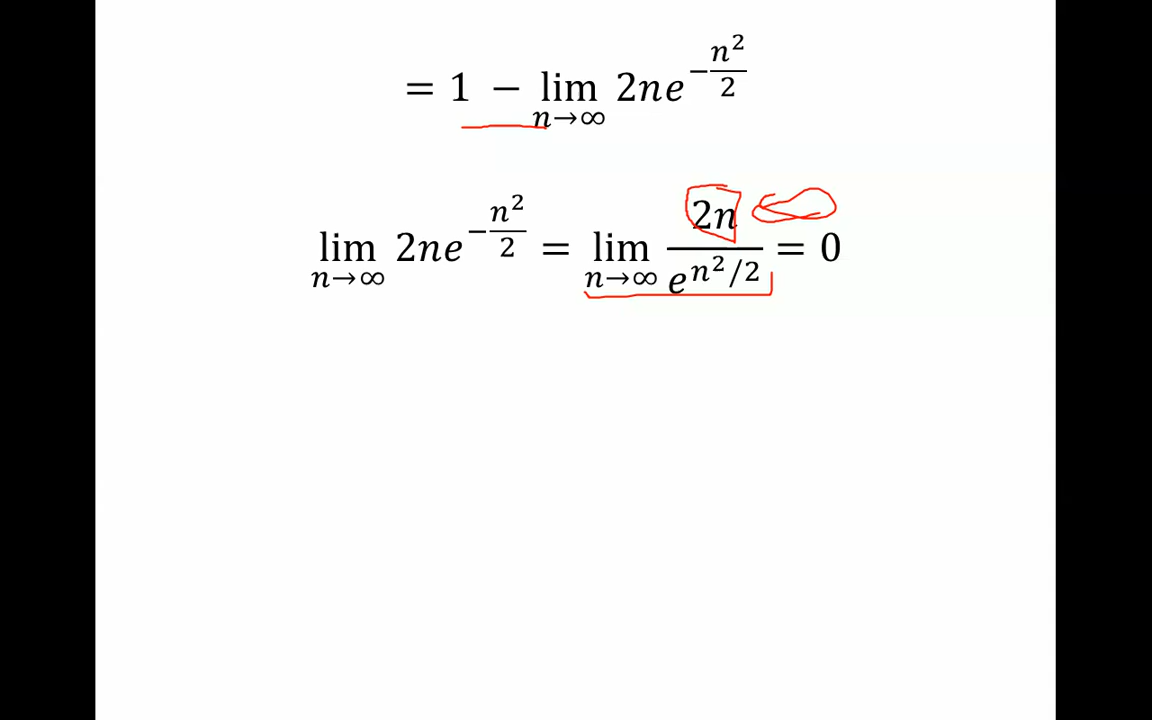 = 1 − lim_{n→∞} 2ne^{−n²/2}
lim_{n→∞} 2ne^{−n²/2} = lim_{n→∞} 2n/e^{n²/2} = 0